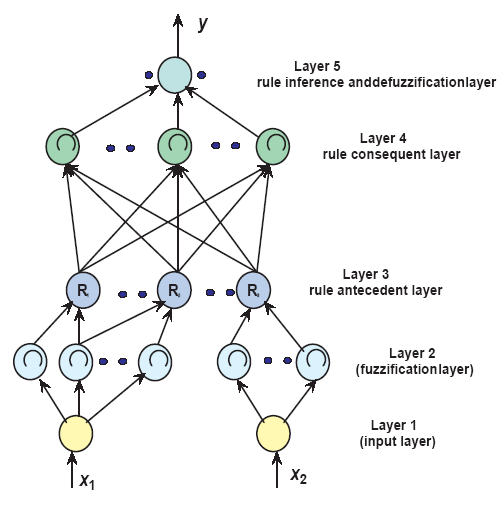 y
Layer 5
rule inference anddefuzzificationlayer
Layer 4
rule consequent layer
R R R
Layer 3
rule antecedent layer
Layer 2
(fuzzificationlayer)
Layer 1
(input layer)
x1 x2